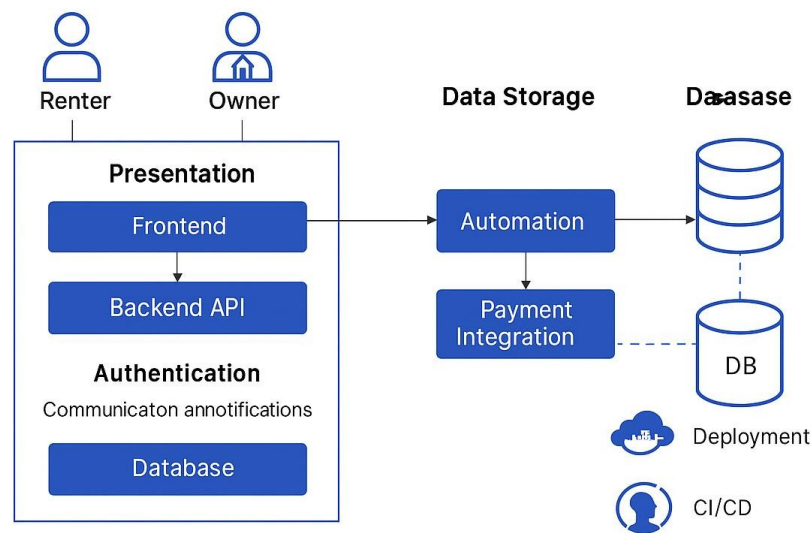 Renter
Owner
Data Storage
Presentation
Frontend
Automation
Backend API
Payment
Integration
Authentication
Communicaton annotifications
DB
Database
Deployment
CI/CD